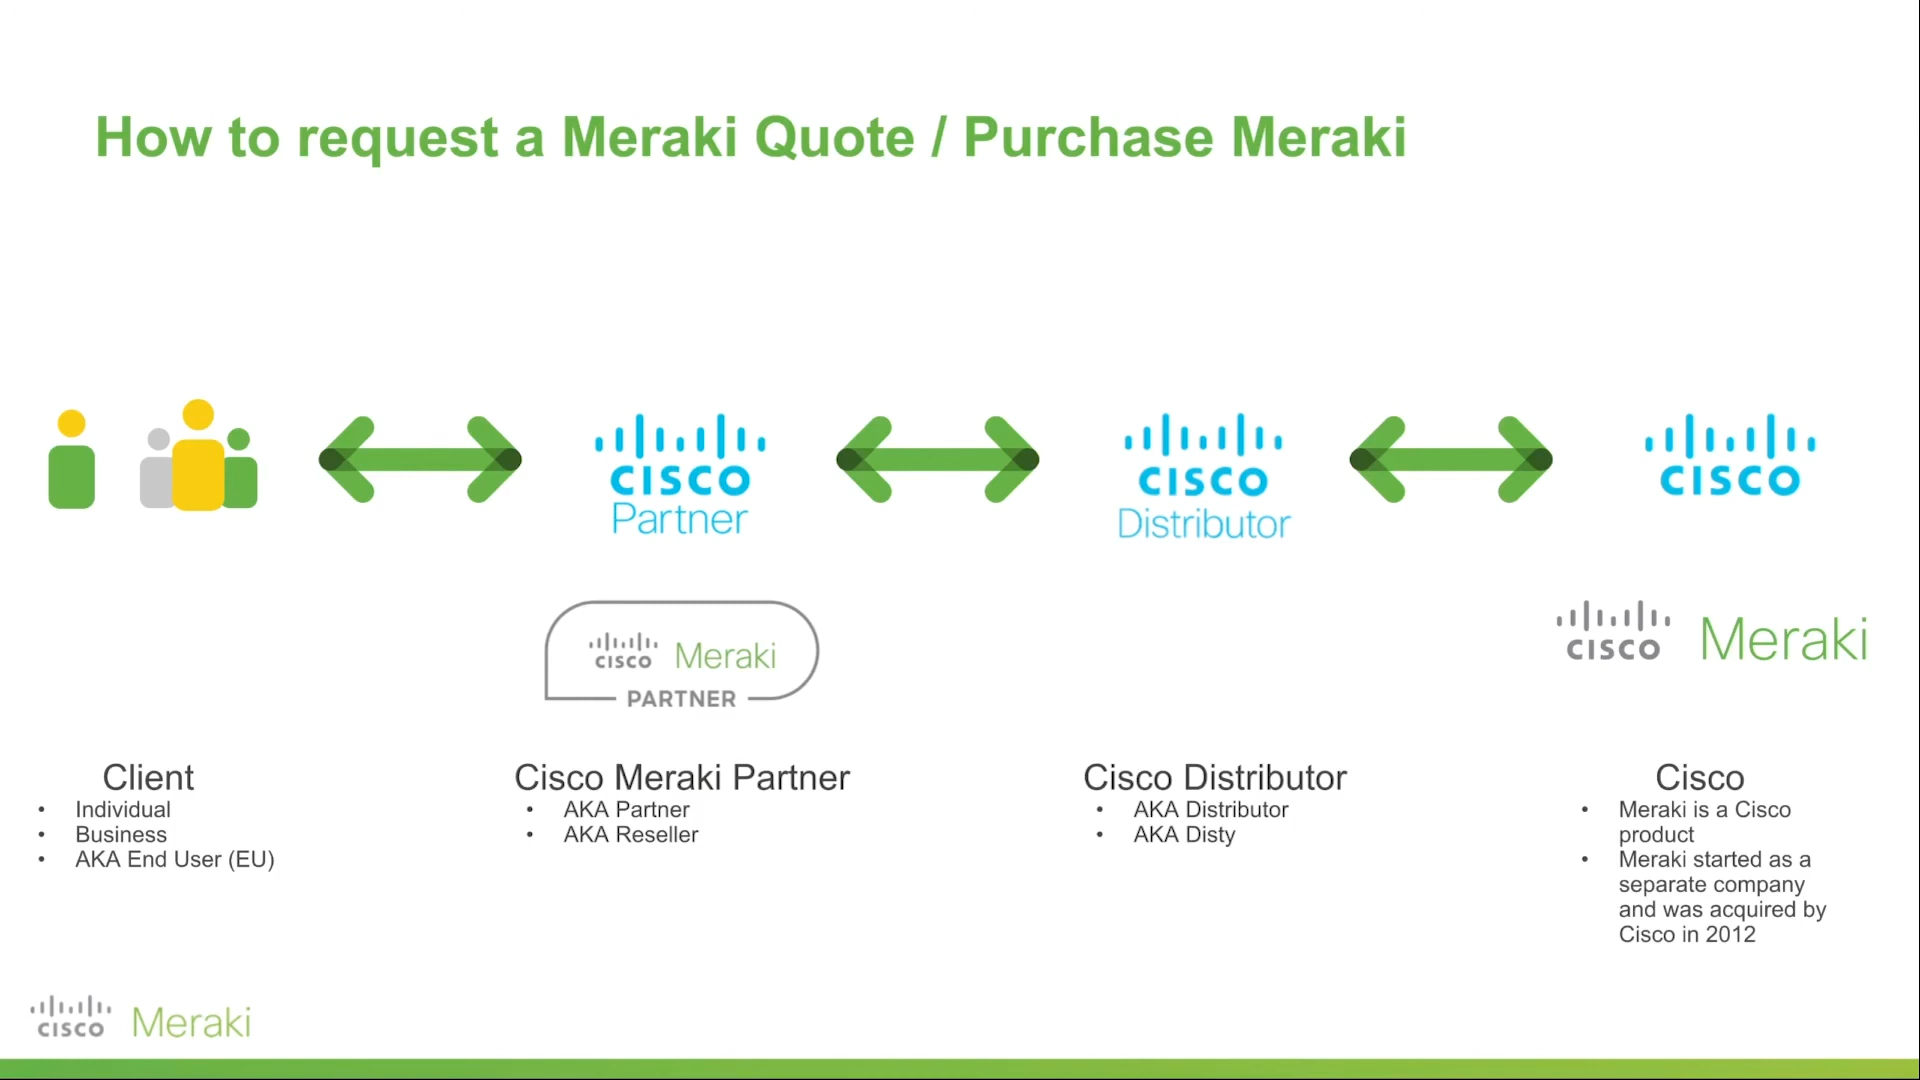 How to request a Meraki Quote / Purchase Meraki
CISCO
Partner
CISCO
Distributor
CISCO
CISCO Meraki
PARTNER
CISCO Meraki
Client
• Individual
• Business
• AKA End User (EU)
Cisco Meraki Partner
• AKA Partner
• AKA Reseller
Cisco Distributor
• AKA Distributor
• AKA Disty
Cisco
• Meraki is a Cisco
product
• Meraki started as a
separate company
and was acquired by
Cisco in 2012
CISCO Meraki